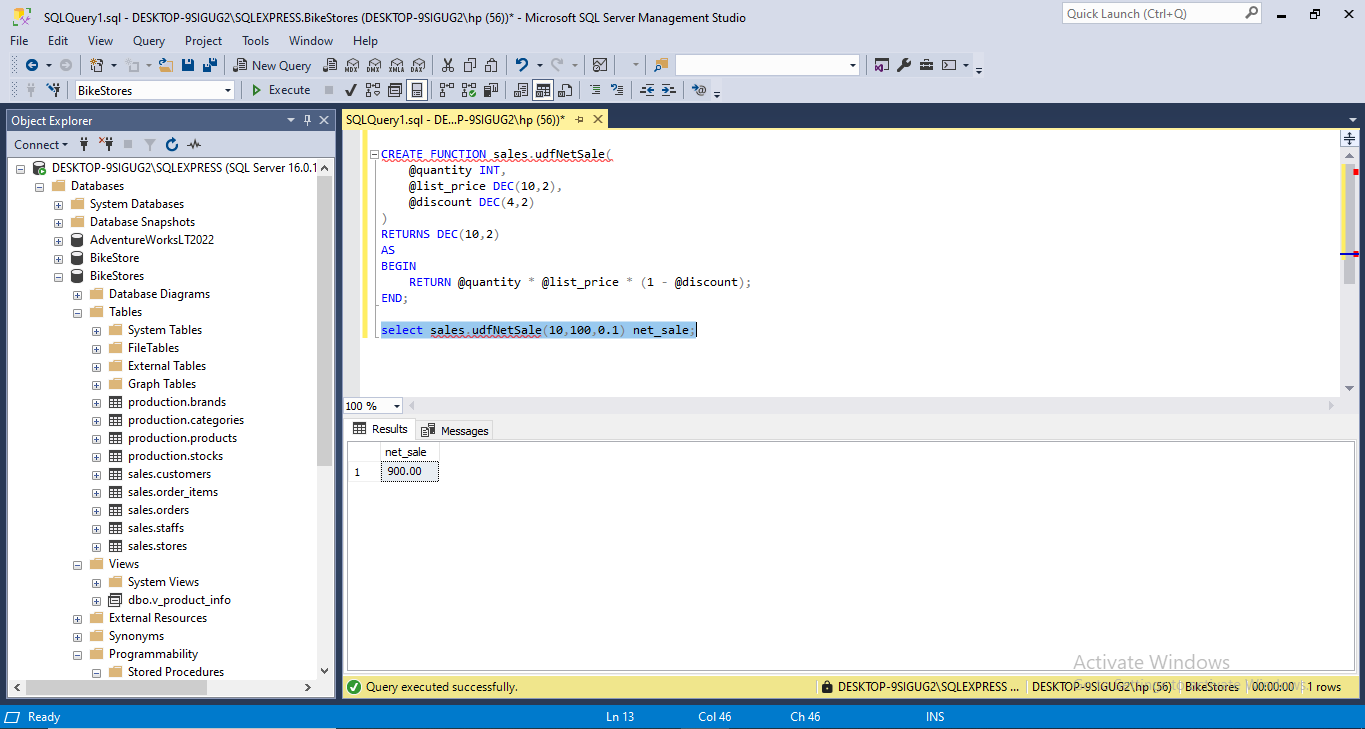 SQLQuery1.sql - DESKTOP-9SIGUG2\SQLEXPRESS.BikeStores (DESKTOP-9SIGUG2\hp (56))* - Microsoft SQL Server Management Studio
Quick Launch (Ctrl+Q)
File Edit View Query Project Tools Window Help
New Query MDX DMX XMLA DAX
BikeStores Execute
Object Explorer
Connect
DESKTOP-9SIGUG2\SQLEXPRESS (SQL Server 16.0.1
Databases
System Databases
Database Snapshots
AdventureWorksLT2022
BikeStore
BikeStores
Database Diagrams
Tables
System Tables
FileTables
External Tables
Graph Tables
production.brands
production.categories
production.products
production.stocks
sales.customers
sales.order_items
sales.orders
sales.staffs
sales.stores
Views
System Views
dbo.v_product_info
External Resources
Synonyms
Programmability
Stored Procedures
SQLQuery1.sql - DE...P-9SIGUG2\hp (56))*
CREATE FUNCTION sales.udfNetSale(
@quantity INT,
@list_price DEC(10,2),
@discount DEC(4,2)
)
RETURNS DEC(10,2)
AS
BEGIN
RETURN @quantity * @list_price * (1 - @discount);
END;
select sales.udfNetSale(10,100,0.1) net_sale;
100 %
Results Messages
net_sale
1 900.00
Activate Windows
Query executed successfully. DESKTOP-9SIGUG2\SQLEXPRESS ... DESKTOP-9SIGUG2\hp (56) BikeStores 00:00:00 1 rows
Ready Ln 13 Col 46 Ch 46 INS